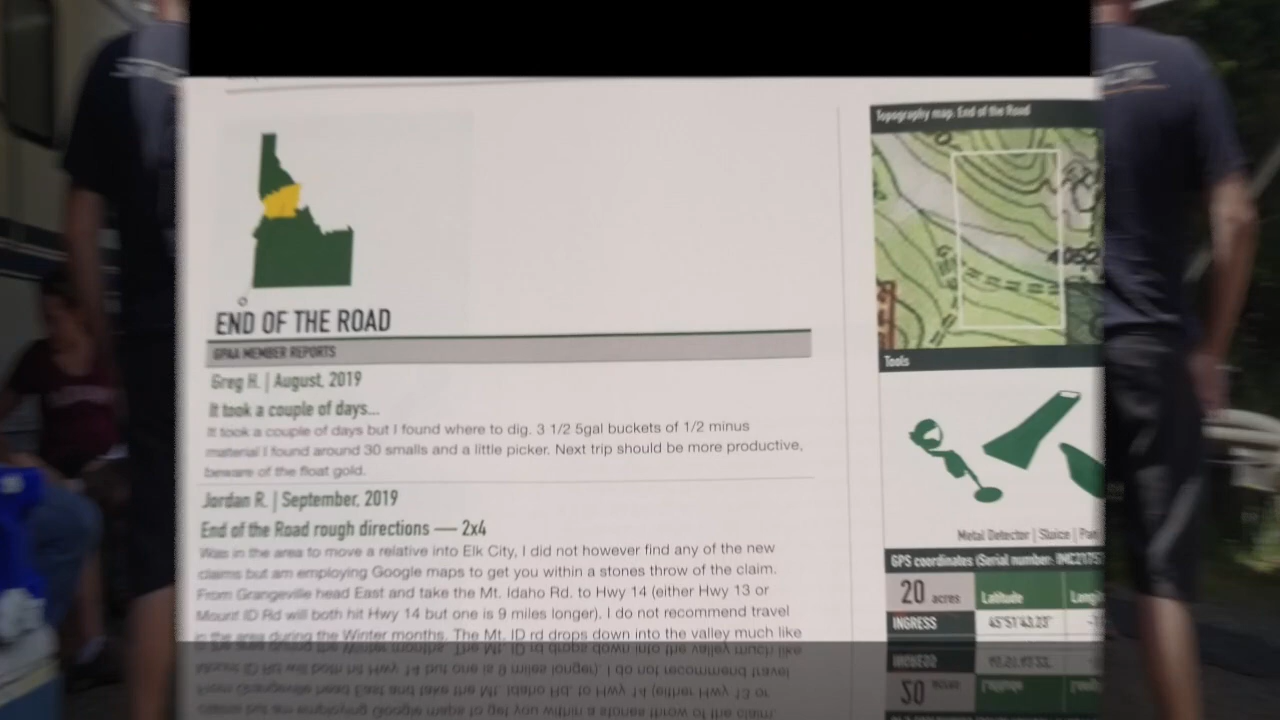 END OF THE ROAD
GPAA MEMBER REPORTS
Greg H. | August, 2019
It took a couple of days...
It took a couple of days but I found where to dig. 3 1/2 5gal buckets of 1/2 minus
material I found around 30 smalls and a little picker. Next trip should be more productive,
beware of the float gold.
Jordan R. | September, 2019
End of the Road rough directions — 2x4
Was in the area to move a relative into Elk City, I did not however find any of the new
claims but am employing Google maps to get you within a stones throw of the claim.
From Grangeville head East and take the Mt. Idaho Rd. to Hwy 14 (either Hwy 13 or
Mount ID Rd will both hit Hwy 14 but one is 9 miles longer). I do not recommend travel
in the area during the Winter months. The Mt. ID rd drops down into the valley much like
Topography map. End of the Road
Tools
Metal Detector | Sluice | Pan
GPS coordinates (Serial number:
20 acres Latitude
INGRESS 45°51'43.23"